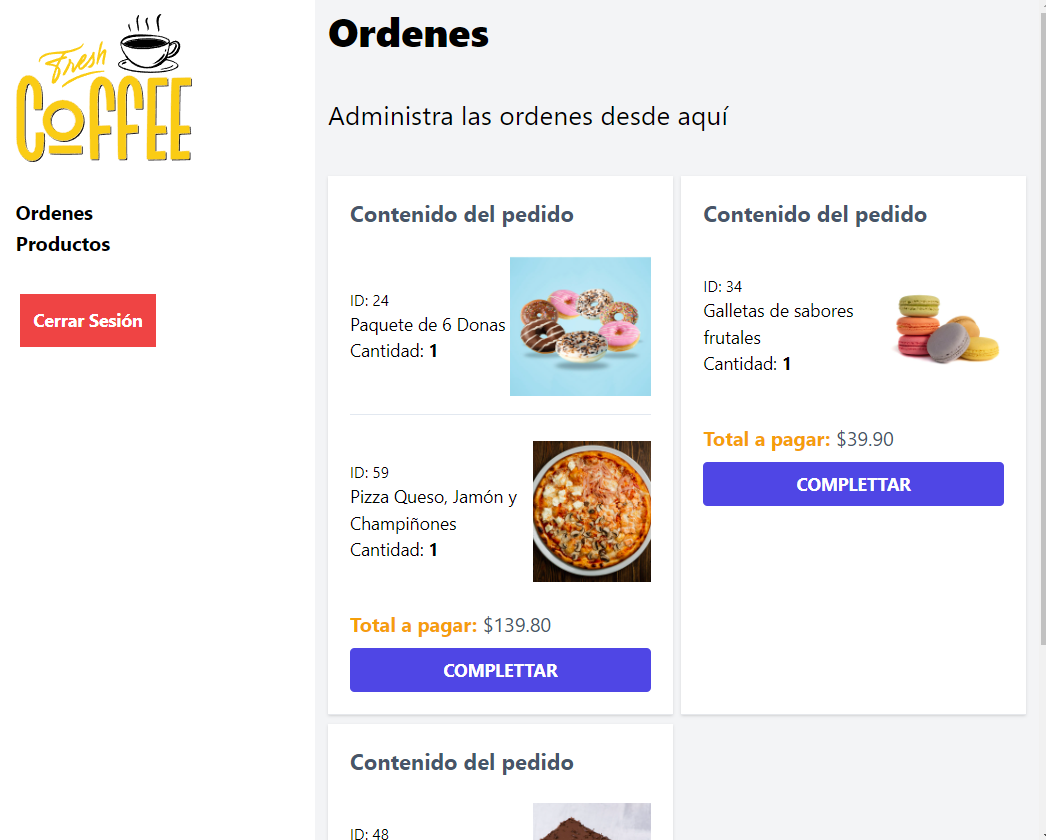 Fresh
COFFEE
Ordenes
Productos
Cerrar Sesión
Ordenes
Administra las ordenes desde aquí
Contenido del pedido
ID: 24
Paquete de 6 Donas
Cantidad: 1
ID: 59
Pizza Queso, Jamón y
Champiñones
Cantidad: 1
Total a pagar: $139.80
COMPLETTAR
Contenido del pedido
ID: 34
Galletas de sabores
frutales
Cantidad: 1
Total a pagar: $39.90
COMPLETTAR
Contenido del pedido
ID: 48